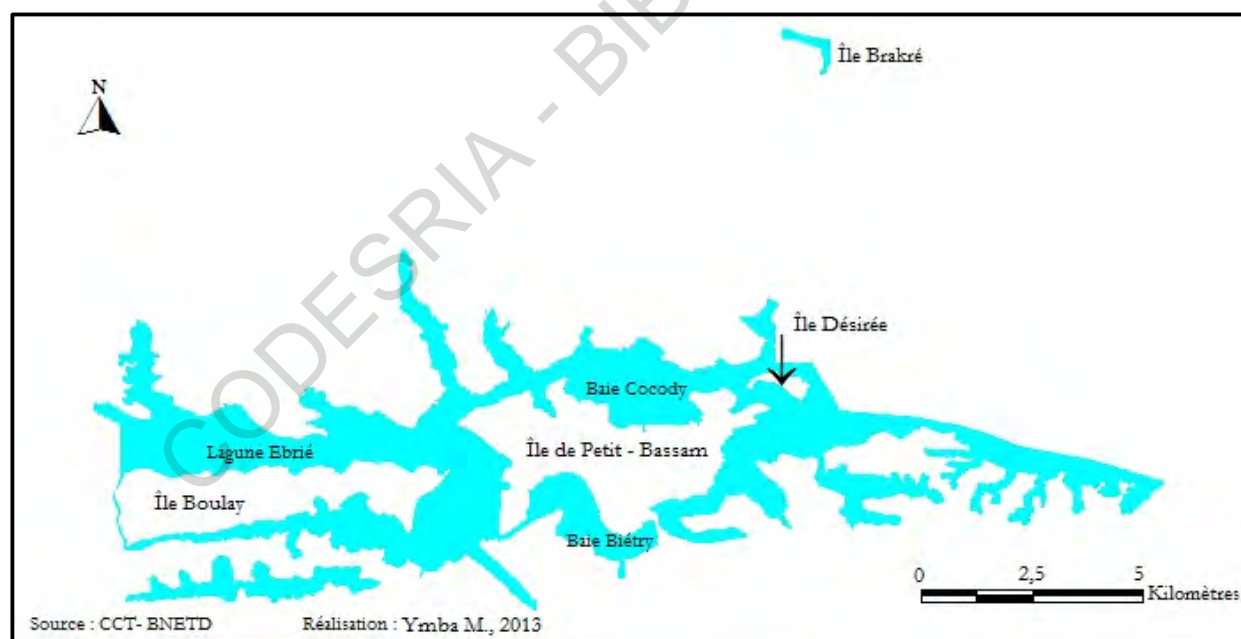 Île Brakré
N
CODESRIA - BIB
Île Désirée
Baie Cocody
Lagune Ebrié
Île de Petit - Bassam
Île Boulay
Baie Biétry
0 2,5 5
Kilomètres
Source : CCT- BNETD Réalisation : Ymba M., 2013